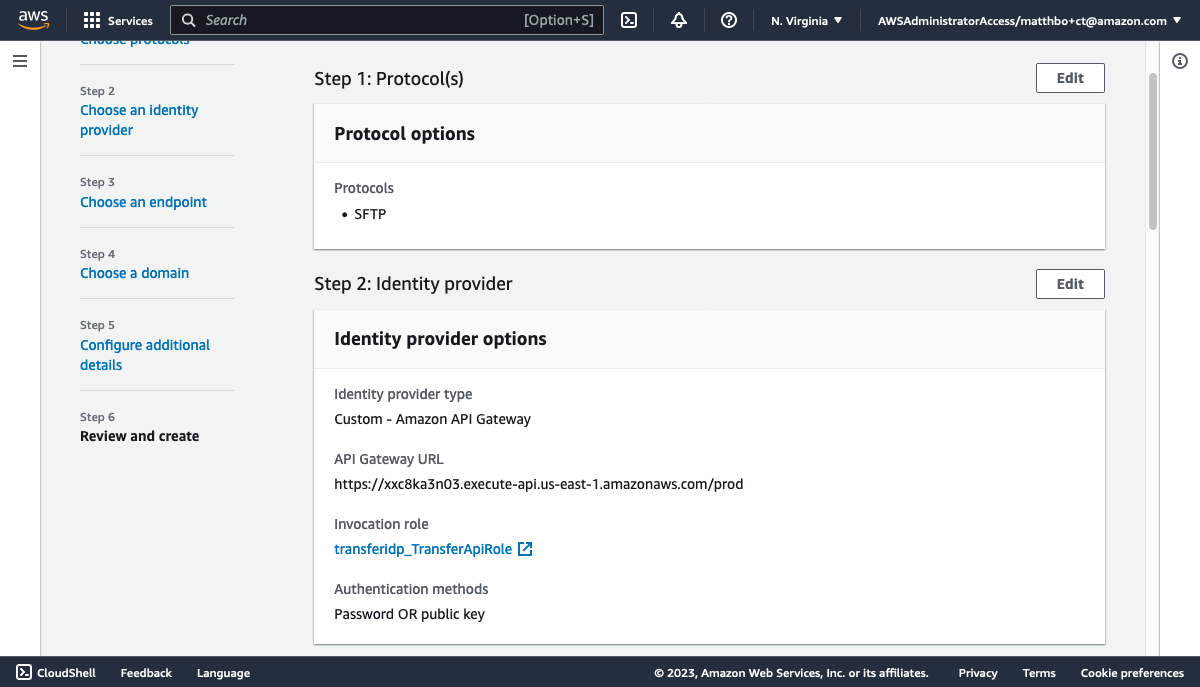 aws
Services
Search
[Option+S]
N. Virginia
AWSAdministratorAccess/matthbo+ct@amazon.com
Choose protocols
Step 2
Choose an identity
provider
Step 3
Choose an endpoint
Step 4
Choose a domain
Step 5
Configure additional
details
Step 6
Review and create
Step 1: Protocol(s)
Edit
Protocol options
Protocols
• SFTP
Step 2: Identity provider
Edit
Identity provider options
Identity provider type
Custom - Amazon API Gateway
API Gateway URL
https://xxc8ka3n03.execute-api.us-east-1.amazonaws.com/prod
Invocation role
transferidp_TransferApiRole
Authentication methods
Password OR public key
CloudShell
Feedback
Language
© 2023, Amazon Web Services, Inc. or its affiliates.
Privacy
Terms
Cookie preferences